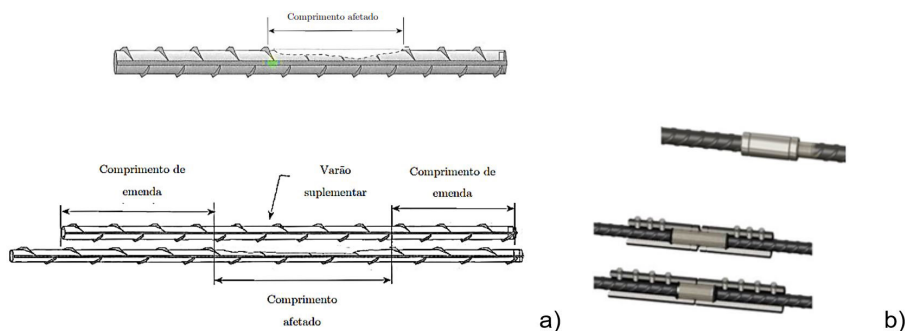 Comprimento afetado
Comprimento de
emenda
Varão
suplementar
Comprimento de
emenda
Comprimento
afetado
a)
b)